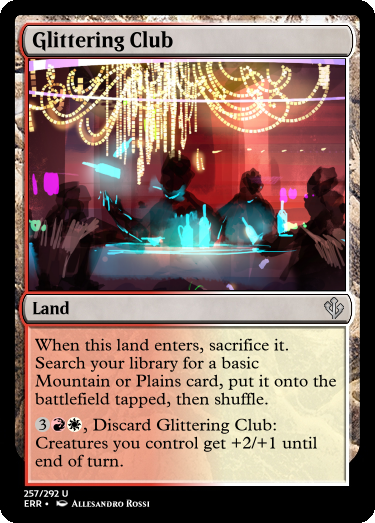 Glittering Club
Land
When this land enters, sacrifice it.
Search your library for a basic
Mountain or Plains card, put it onto the
battlefield tapped, then shuffle.
3RW, Discard Glittering Club:
Creatures you control get +2/+1 until
end of turn.
257/292 U
ERR • Allesandro Rossi